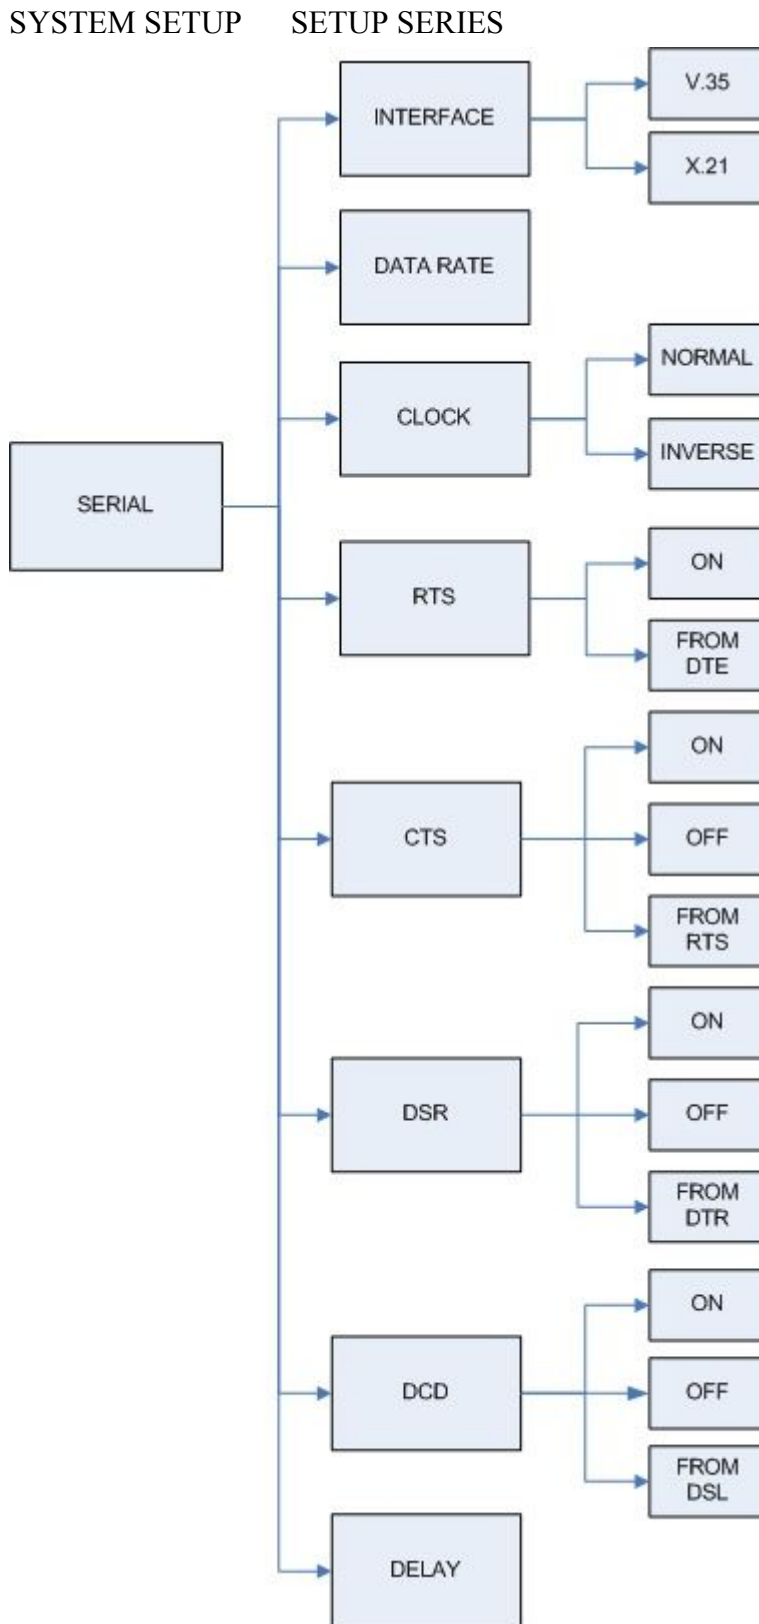 SYSTEM SETUP SETUP SERIES
INTERFACE
V.35
X.21
DATA RATE
CLOCK
NORMAL
INVERSE
SERIAL
RTS
ON
FROM
DTE
CTS
ON
OFF
FROM
RTS
DSR
ON
OFF
FROM
DTR
DCD
ON
OFF
FROM
DSL
DELAY